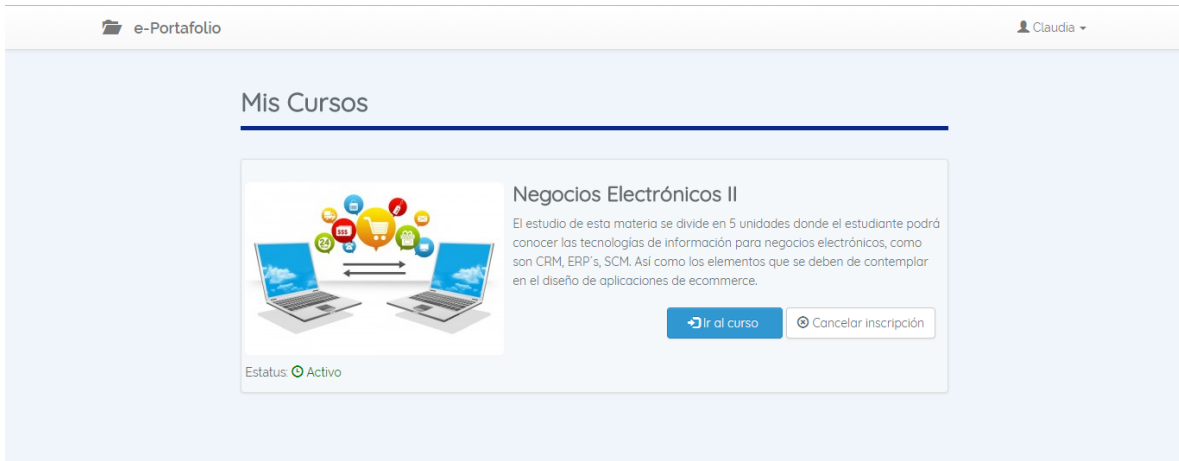 e-Portafolio
Claudia
Mis Cursos
Negocios Electrónicos II
El estudio de esta materia se divide en 5 unidades donde el estudiante podrá
conocer las tecnologías de información para negocios electrónicos, como
son CRM, ERP´s, SCM. Así como los elementos que se deben de contemplar
en el diseño de aplicaciones de ecommerce.
$$$
24
Ir al curso
Cancelar inscripción
Estatus: Activo